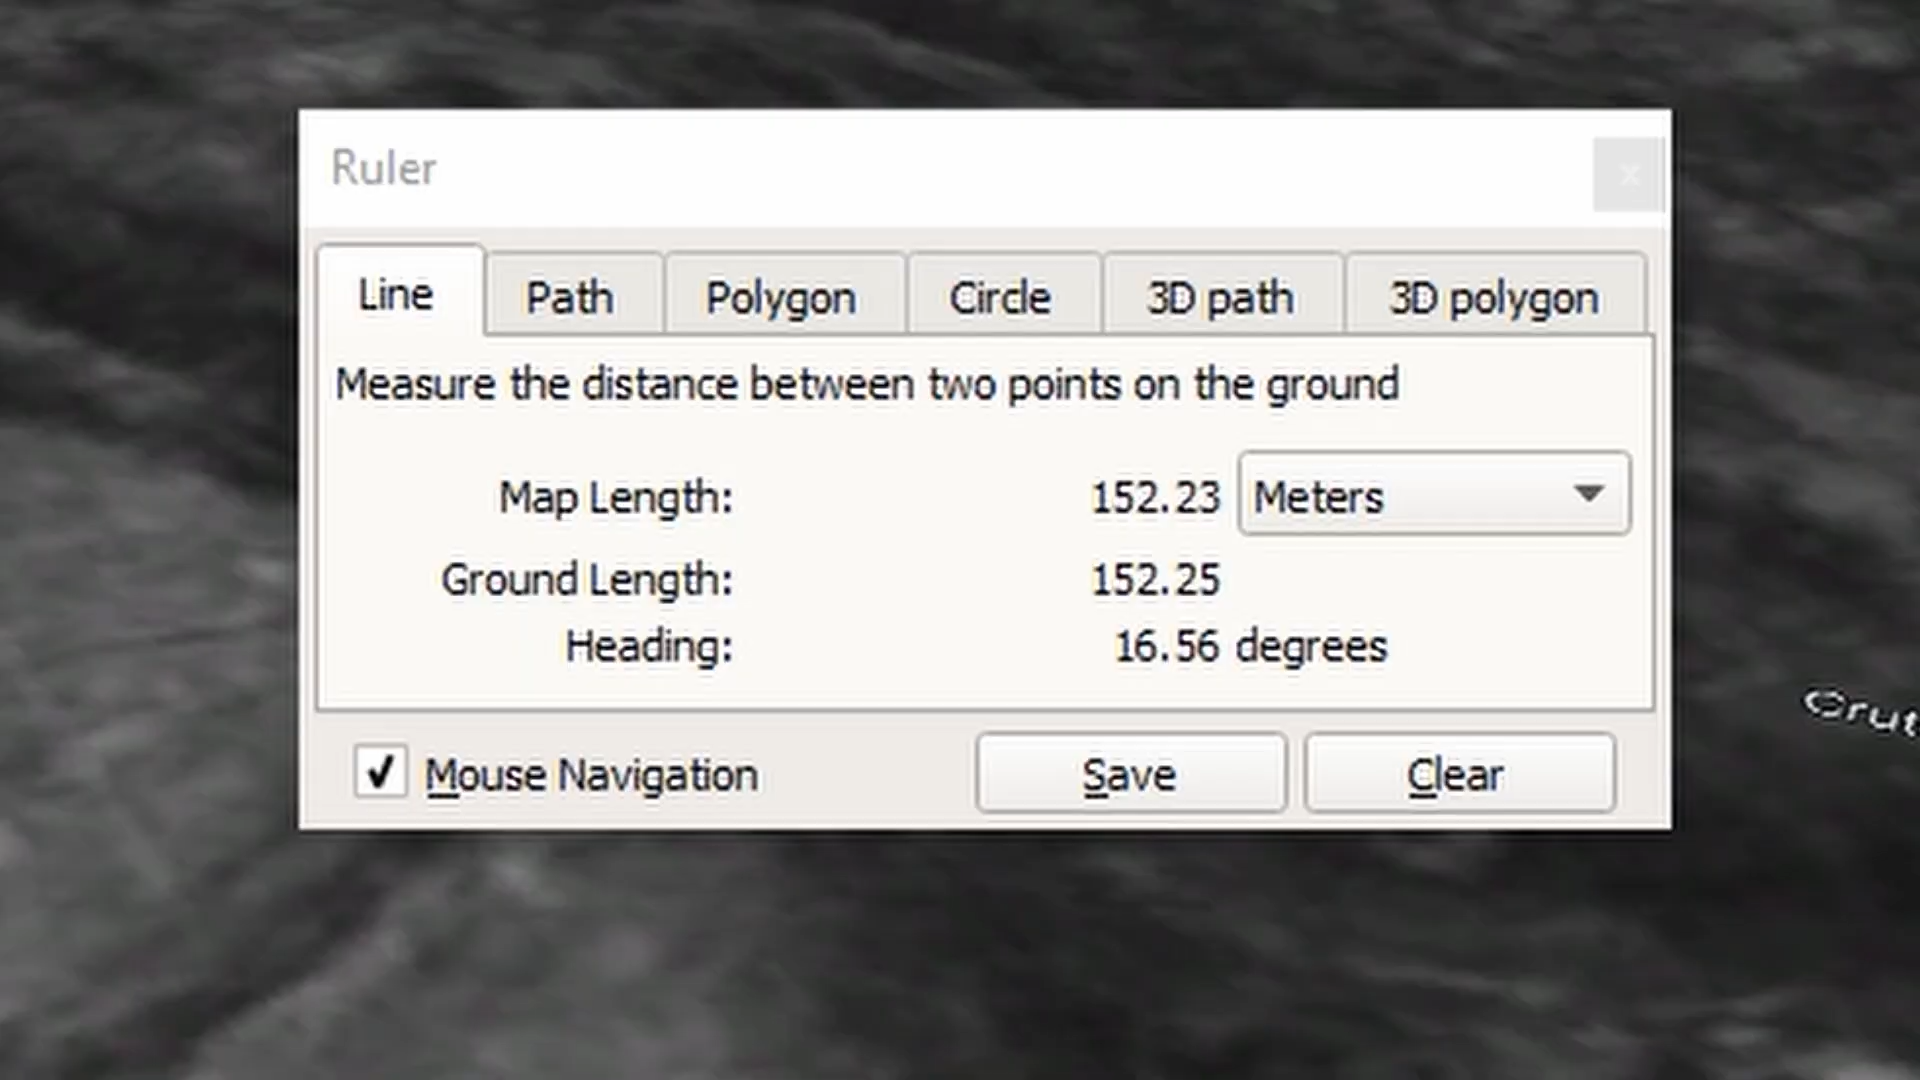 Ruler
x
Line Path Polygon Circle 3D path 3D polygon
Measure the distance between two points on the ground
Map Length: 152.23 Meters
Ground Length: 152.25
Heading: 16.56 degrees
Mouse Navigation Save Clear